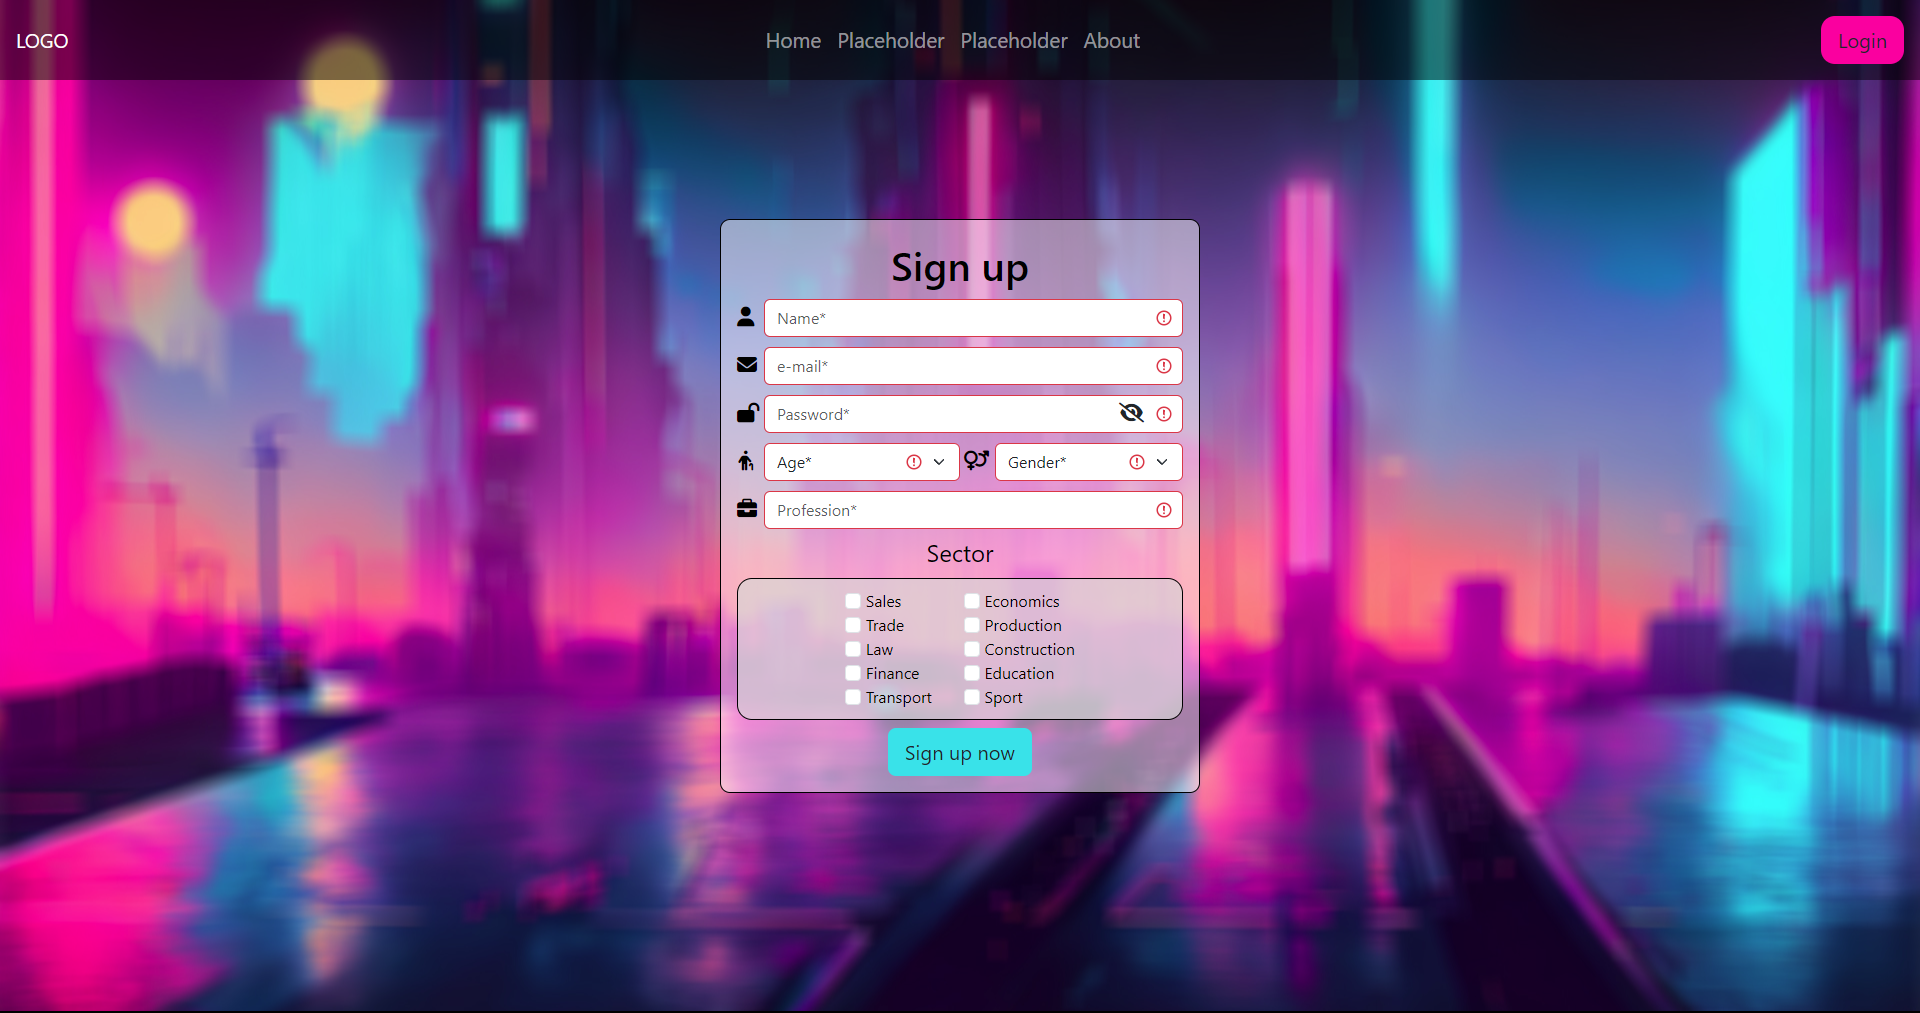 LOGO
Home Placeholder Placeholder About
Login
Sign up
Name*
e-mail*
Password*
Age* Gender*
Profession*
Sector
Sales Economics
Trade Production
Law Construction
Finance Education
Transport Sport
Sign up now